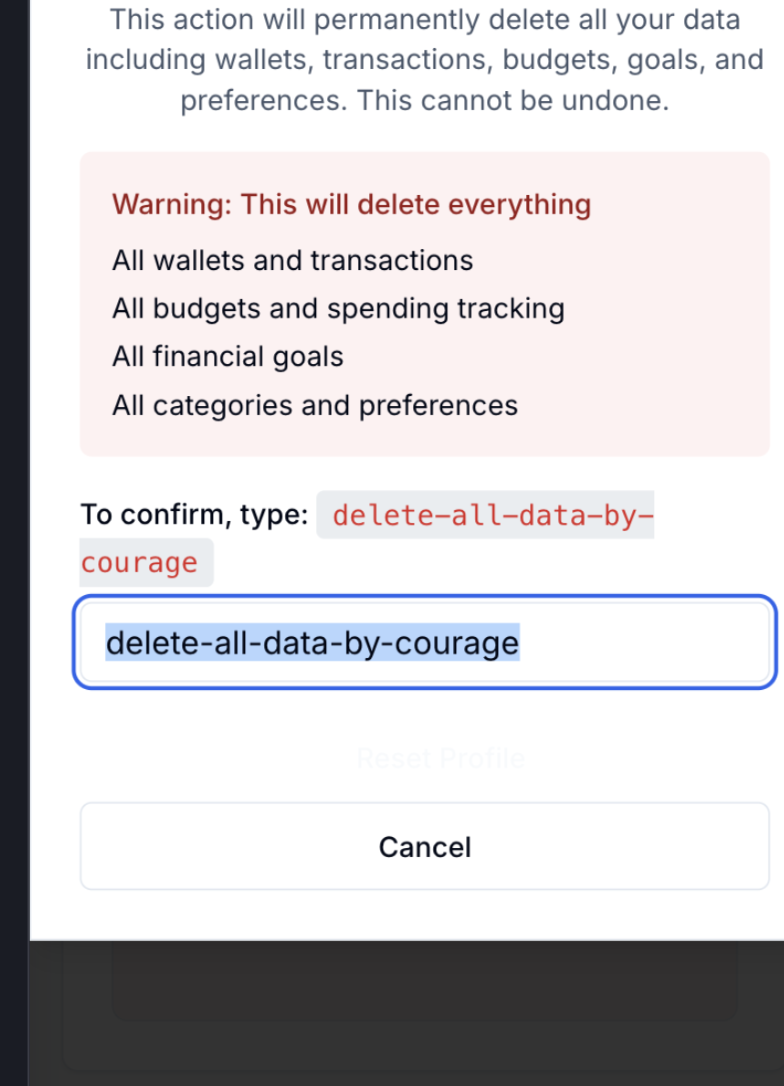 This action will permanently delete all your data
including wallets, transactions, budgets, goals, and
preferences. This cannot be undone.
Warning: This will delete everything
All wallets and transactions
All budgets and spending tracking
All financial goals
All categories and preferences
To confirm, type: delete-all-data-by-
courage
delete-all-data-by-courage
Reset Profile
Cancel